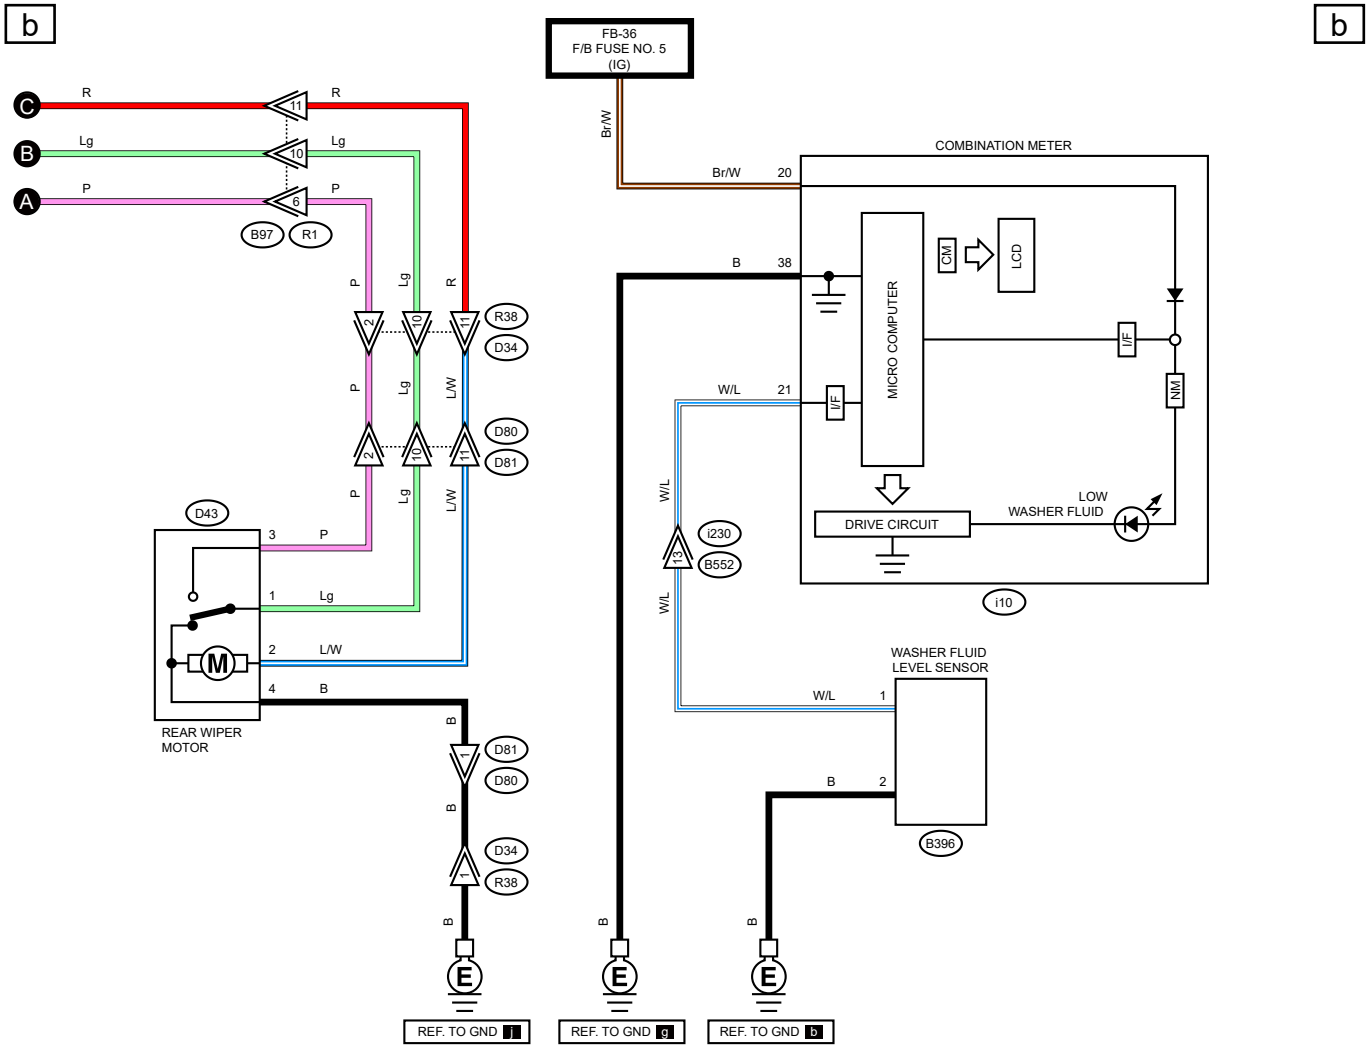 b
b
FB-36
F/B FUSE NO. 5
(IG)
C
R
11
R
B
Lg
10
Lg
A
P
6
P
B97
R1
Br/W
Br/W
20
COMBINATION METER
B
38
CM
LCD
MICRO COMPUTER
I/F
P
Lg
R
2
10
11
R38
D34
P
Lg
L/W
W/L
21
I/F
NM
2
10
11
D80
D81
P
Lg
L/W
W/L
LOW
WASHER FLUID
DRIVE CIRCUIT
D43
3
P
1
Lg
2
L/W
4
B
M
REAR WIPER
MOTOR
13
i230
B552
W/L
i10
WASHER FLUID
LEVEL SENSOR
W/L
1
B
2
B396
B
1
D81
D80
B
1
D34
R38
B
B
B
E
E
E
REF. TO GND j
REF. TO GND g
REF. TO GND b